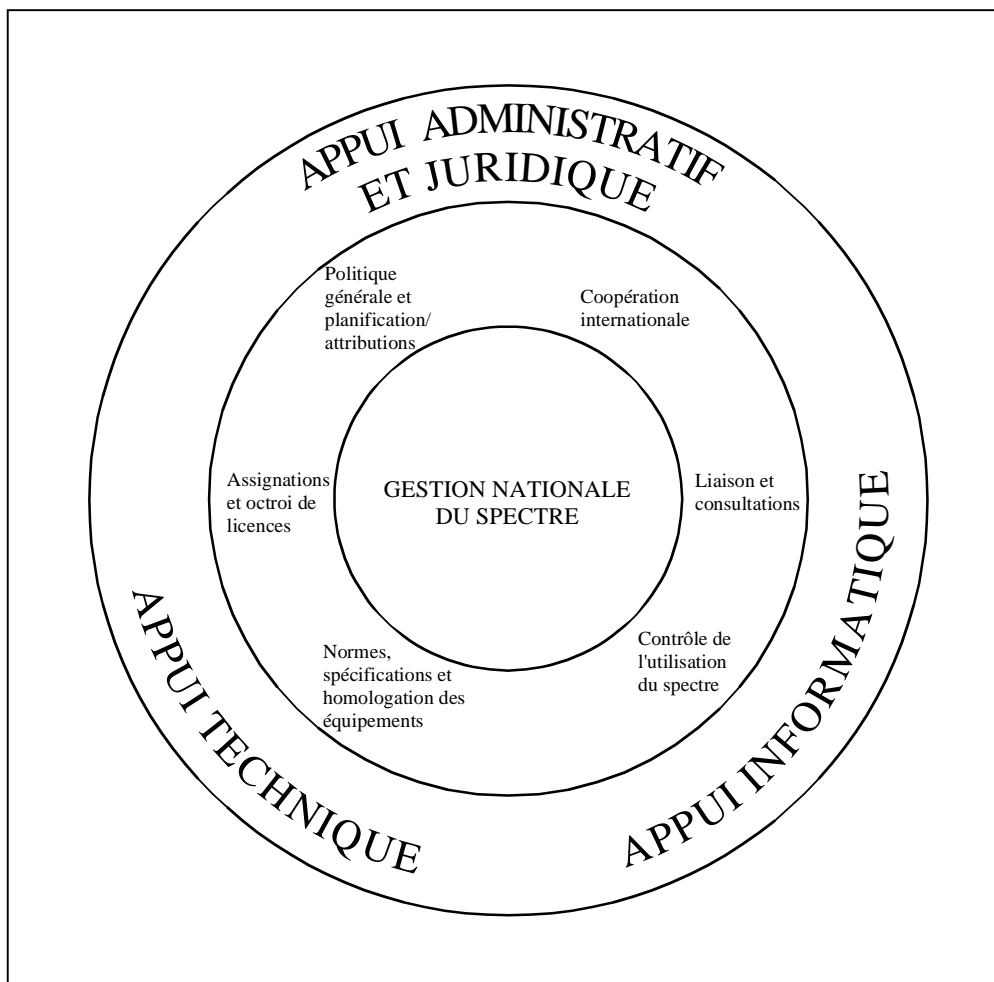 APPUI ADMINISTRATIF
ET JURIDIQUE
Politique
générale et
planification/
attributions
Coopération
internationale
Assignations
et octroi de
licences
GESTION NATIONALE
DU SPECTRE
Liaison et
consultations
Normes,
spécifications et
homologation des
équipements
Contrôle de
l'utilisation
du spectre
APPUI TECHNIQUE
APPUI INFORMATIQUE